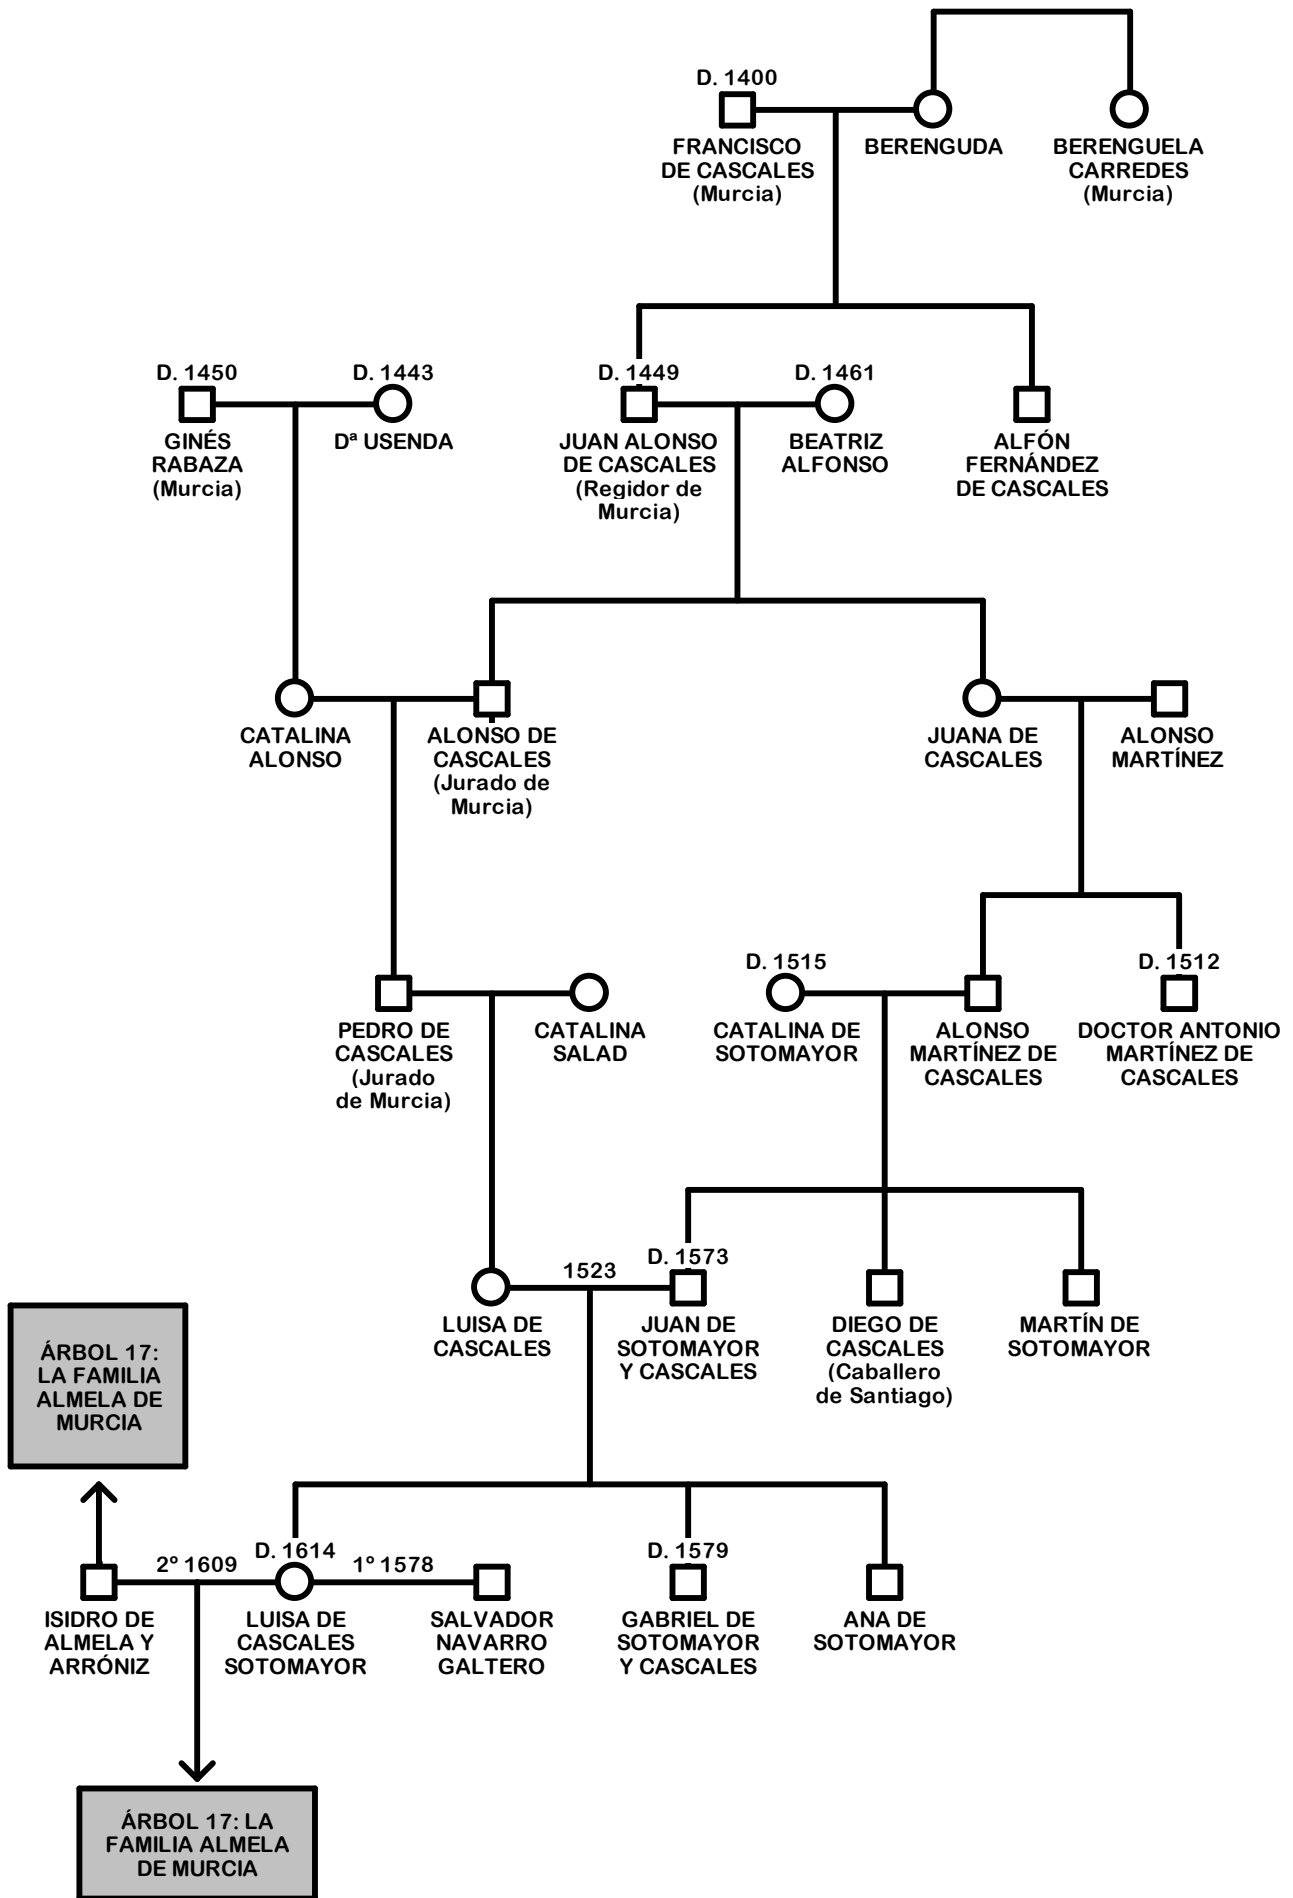 D. 1400
FRANCISCO
DE CASCALES
(Murcia)
BERENGUDA
BERENGUELA
CARREDES
(Murcia)
D. 1450
GINÉS
RABAZA
(Murcia)
D. 1443
Dª USENDA
D. 1449
JUAN ALONSO
DE CASCALES
(Regidor de
Murcia)
D. 1461
BEATRIZ
ALFONSO
ALFÓN
FERNÁNDEZ
DE CASCALES
CATALINA
ALONSO
ALONSO DE
CASCALES
(Jurado de
Murcia)
JUANA DE
CASCALES
ALONSO
MARTÍNEZ
PEDRO DE
CASCALES
(Jurado
de Murcia)
CATALINA
SALAD
D. 1515
CATALINA DE
SOTOMAYOR
ALONSO
MARTÍNEZ DE
CASCALES
D. 1512
DOCTOR ANTONIO
MARTÍNEZ DE
CASCALES
LUISA DE
CASCALES
1523
D. 1573
JUAN DE
SOTOMAYOR
Y CASCALES
DIEGO DE
CASCALES
(Caballero
de Santiago)
MARTÍN DE
SOTOMAYOR
ÁRBOL 17:
LA FAMILIA
ALMELA DE
MURCIA
ISIDRO DE
ALMELA Y
ARRÓNIZ
2º 1609
D. 1614
LUISA DE
CASCALES
SOTOMAYOR
1º 1578
SALVADOR
NAVARRO
GALTERO
D. 1579
GABRIEL DE
SOTOMAYOR
Y CASCALES
ANA DE
SOTOMAYOR
ÁRBOL 17: LA
FAMILIA ALMELA
DE MURCIA